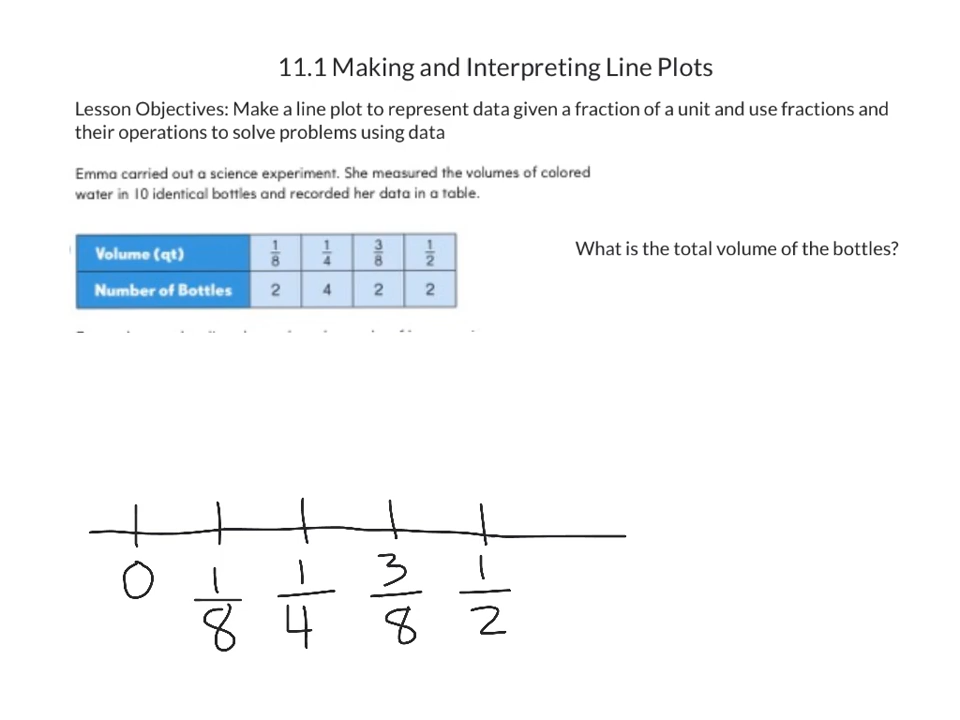 11.1 Making and Interpreting Line Plots
Lesson Objectives: Make a line plot to represent data given a fraction of a unit and use fractions and
their operations to solve problems using data
Emma carried out a science experiment. She measured the volumes of colored
water in 10 identical bottles and recorded her data in a table.
What is the total volume of the bottles?
Volume (qt) 1/8 1/4 3/8 1/2
Number of Bottles 2 4 2 2
0 1/8 1/4 3/8 1/2